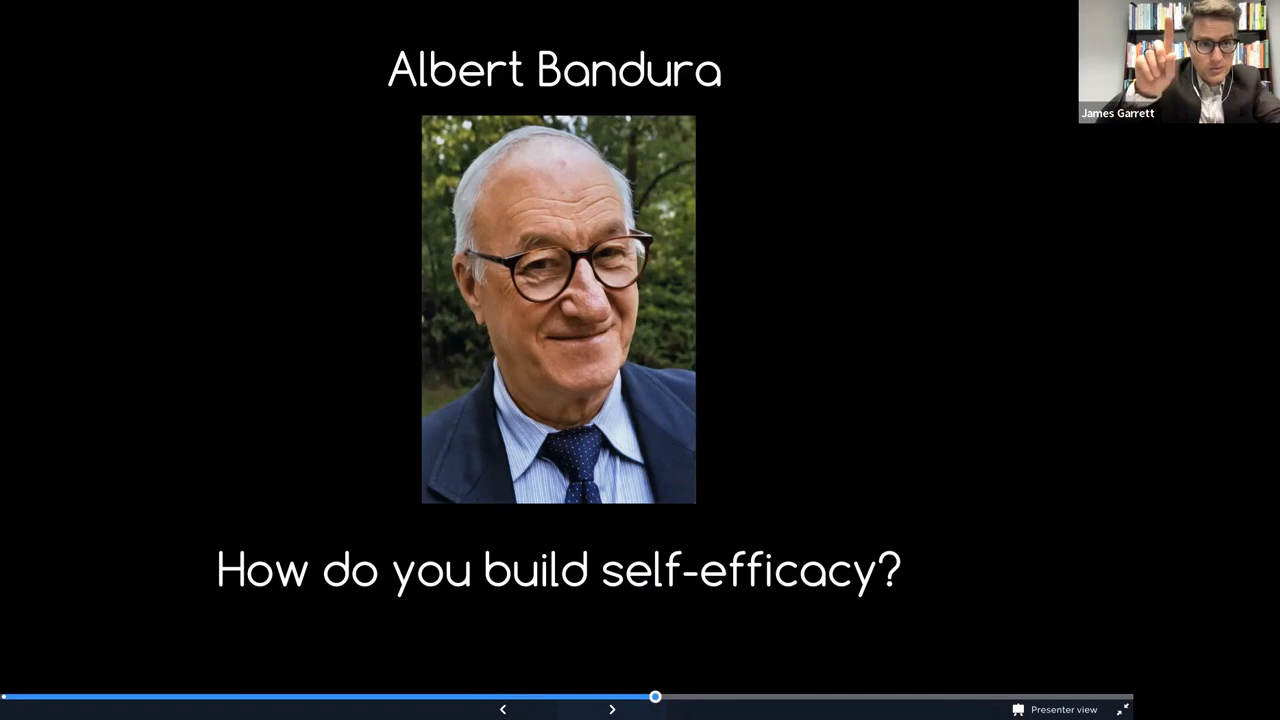 Albert Bandura
James Garrett
How do you build self-efficacy?
Presenter view